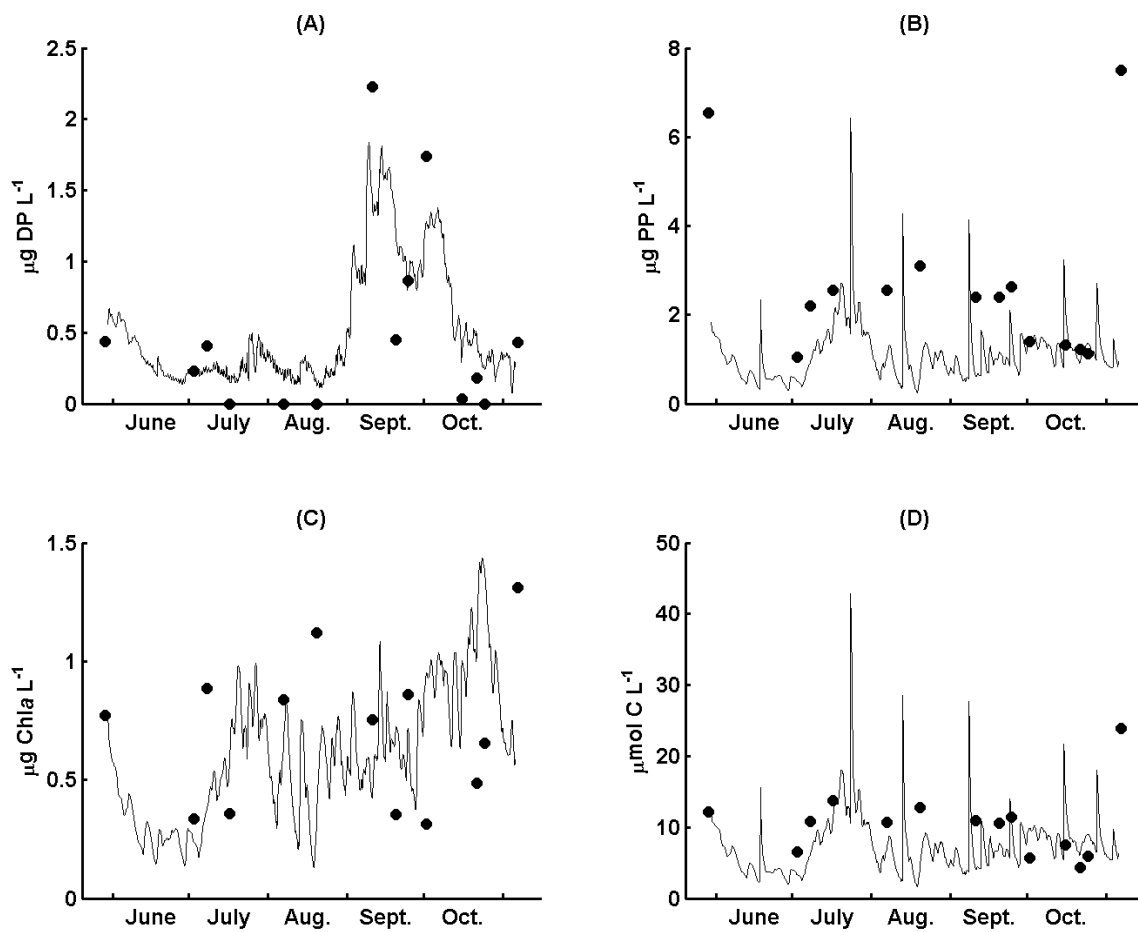 (A)
2.5
2
1.5
1
0.5
0
μg DP L-1
June July Aug. Sept. Oct.
(B)
8
6
4
2
0
μg PP L-1
June July Aug. Sept. Oct.
(C)
1.5
1
0.5
0
μg Chla L-1
June July Aug. Sept. Oct.
(D)
50
40
30
20
10
0
μmol C L-1
June July Aug. Sept. Oct.